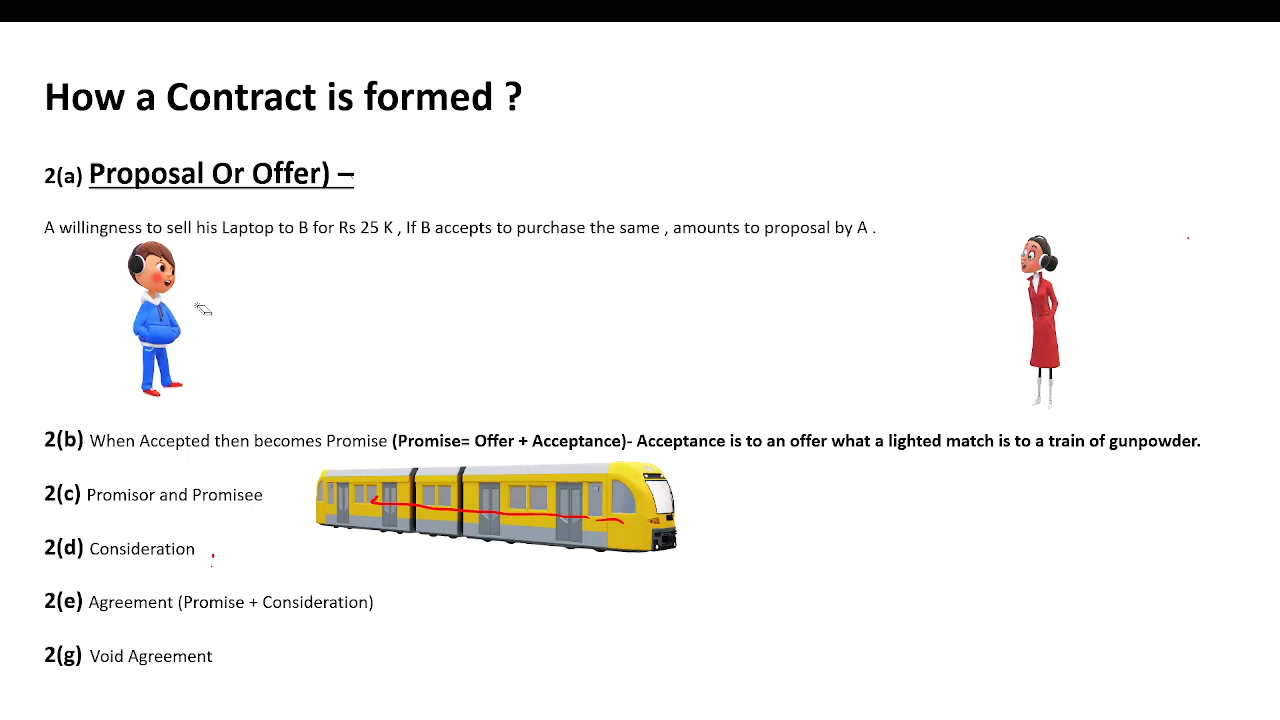 How a Contract is formed ?
2(a) Proposal Or Offer) –
A willingness to sell his Laptop to B for Rs 25 K , If B accepts to purchase the same , amounts to proposal by A .
2(b) When Accepted then becomes Promise (Promise= Offer + Acceptance)- Acceptance is to an offer what a lighted match is to a train of gunpowder.
2(c) Promisor and Promisee
2(d) Consideration
2(e) Agreement (Promise + Consideration)
2(g) Void Agreement